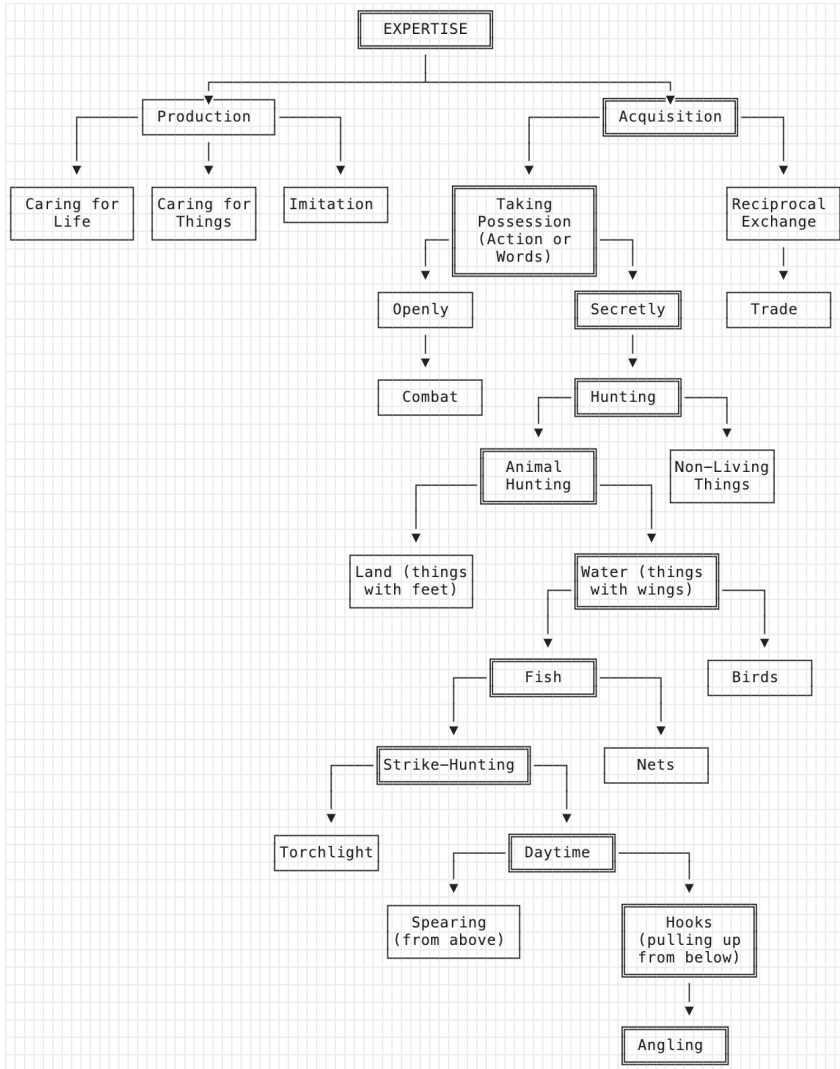 EXPERTISE
Production
Acquisition
Caring for
Life
Caring for
Things
Imitation
Taking
Possession
(Action or
Words)
Reciprocal
Exchange
Openly
Secretly
Trade
Combat
Hunting
Animal
Hunting
Non-Living
Things
Land (things
with feet)
Water (things
with wings)
Fish
Birds
Strike-Hunting
Nets
Torchlight
Daytime
Spearing
(from above)
Hooks
(pulling up
from below)
Angling